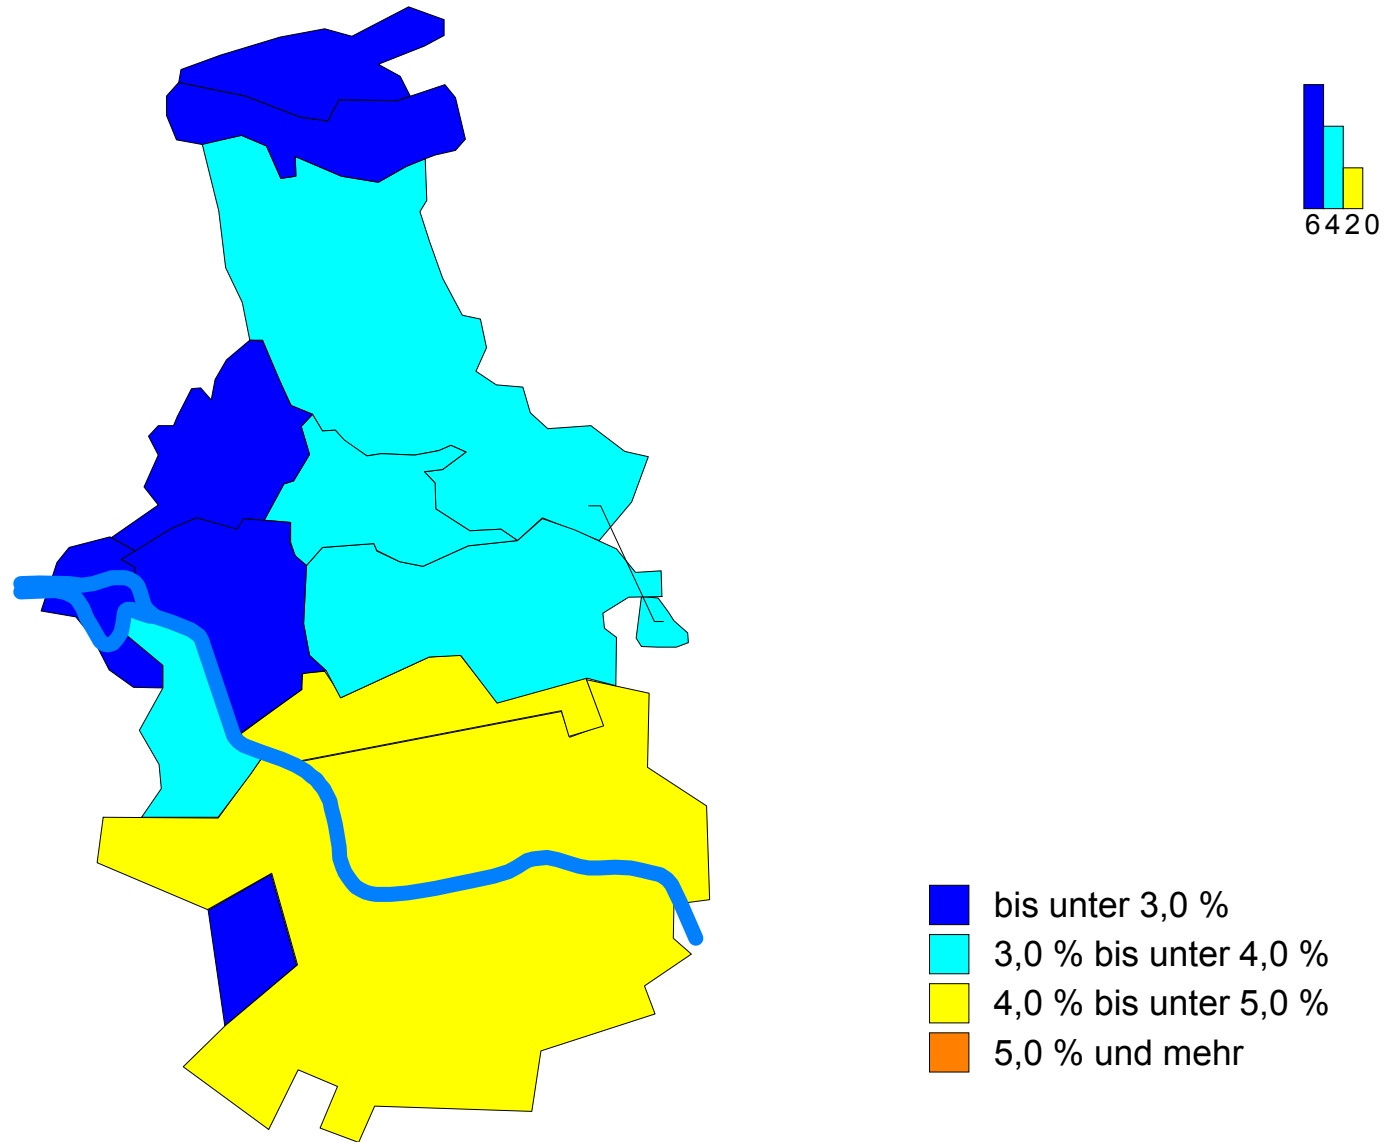 6420
bis unter 3,0 %
3,0 % bis unter 4,0 %
4,0 % bis unter 5,0 %
5,0 % und mehr